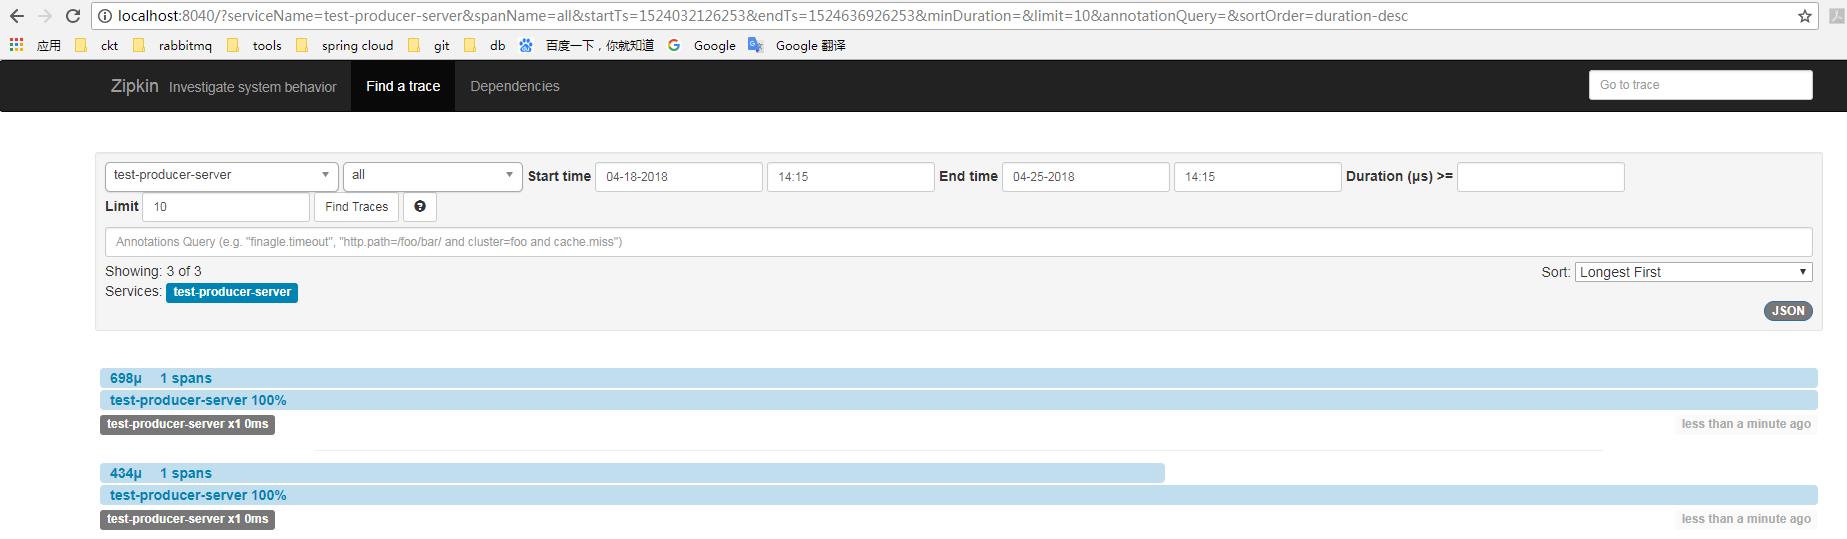 localhost:8040/?serviceName=test-producer-server&spanName=all&startTs=1524032126253&endTs=1524636926253&minDuration=&limit=10&annotationQuery=&sortOrder=duration-desc
应用 ckt rabbitmq tools spring cloud git db 百度一下，你就知道 Google Google 翻译
Zipkin Investigate system behavior Find a trace Dependencies Go to trace
test-producer-server all Start time 04-18-2018 14:15 End time 04-25-2018 14:15 Duration (μs) >=
Limit 10 Find Traces ?
Annotations Query (e.g. "finagle.timeout", "http.path=/foo/bar/ and cluster=foo and cache.miss")
Showing: 3 of 3 Sort: Longest First
Services: test-producer-server
JSON
698μ 1 spans
test-producer-server 100%
test-producer-server x1 0ms less than a minute ago
434μ 1 spans
test-producer-server 100%
test-producer-server x1 0ms less than a minute ago